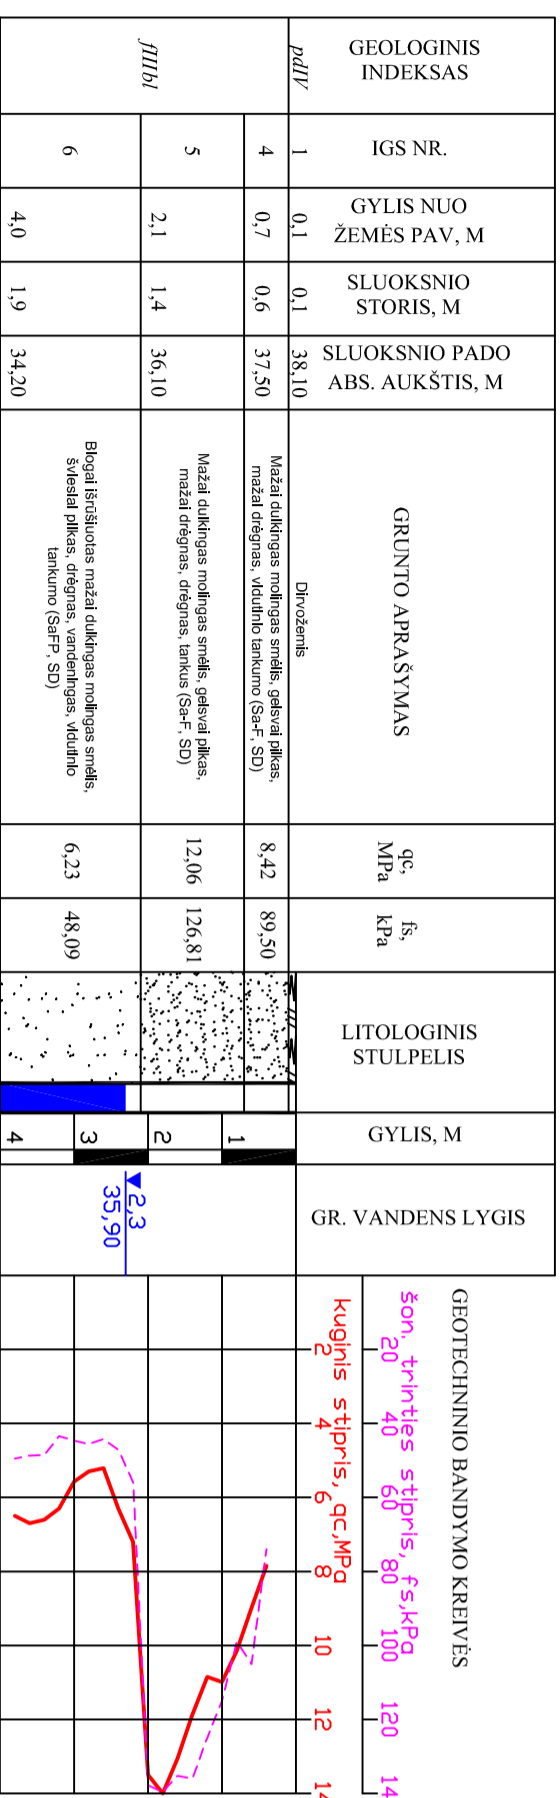 GEOLOGINIS
INDEKSAS
IGS NR.
GYLIS NUO
ŽEMĖS PAV, M
SLUOKSNIO
STORIS, M
SLUOKSNIO PADO
ABS. AUKŠTIS, M
GRUNTO APRAŠYMAS
qc,
MPa
fs,
kPa
LITOLOGINIS
STULPELIS
GYLIS, M
GR. VANDENS LYGIS
GEOTECHNINIO BANDYMO KREIVĖS
pdIV
1
0,1
0,1
38,10
Dirvožemis
fIIIbl
4
0,7
0,6
37,50
Mažai dulkingas molingas smėlis, gelsvai pilkas,
mažai drėgnas, vidutinio tankumo (Sa-F, SD)
8,42
89,50
5
2,1
1,4
36,10
Mažai dulkingas molingas smėlis, gelsvai pilkas,
mažai drėgnas, drėgnas, tankus (Sa-F, SD)
12,06
126,81
6
4,0
1,9
34,20
Blogai išrūšiuotas mažai dulkingas molingas smėlis,
šviesiai pilkas, drėgnas, vandeningas, vidutinio
tankumo (SaFP, SD)
6,23
48,09
1
2
3
4
2,3
35,90
šon. trinties stipris, fs,kPa
20 40 60 80 100 120 14
kuginis stipris, qc,MPa
2 4 6 8 10 12 14